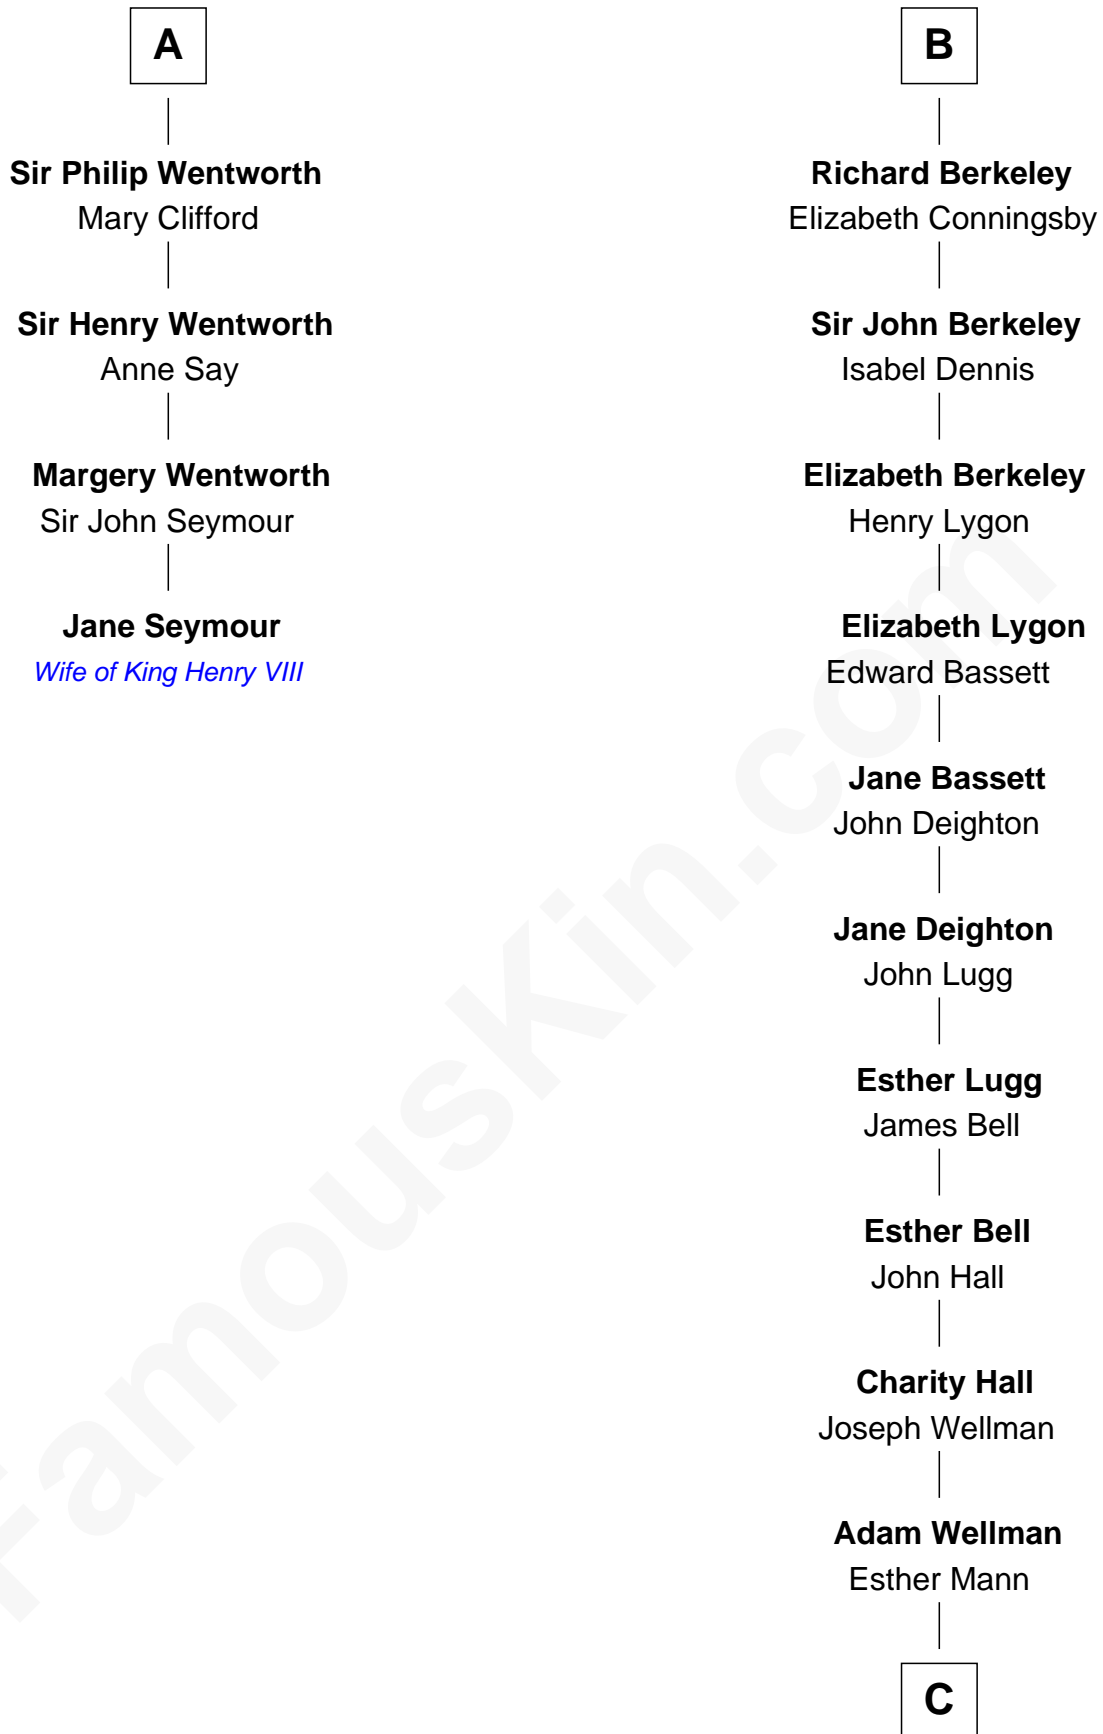 A
Sir Philip Wentworth
Mary Clifford
Sir Henry Wentworth
Anne Say
Margery Wentworth
Sir John Seymour
Jane Seymour
Wife of King Henry VIII
B
Richard Berkeley
Elizabeth Conningsby
Sir John Berkeley
Isabel Dennis
Elizabeth Berkeley
Henry Lygon
Elizabeth Lygon
Edward Bassett
Jane Bassett
John Deighton
Jane Deighton
John Lugg
Esther Lugg
James Bell
Esther Bell
John Hall
Charity Hall
Joseph Wellman
Adam Wellman
Esther Mann
C
FamousKin.com